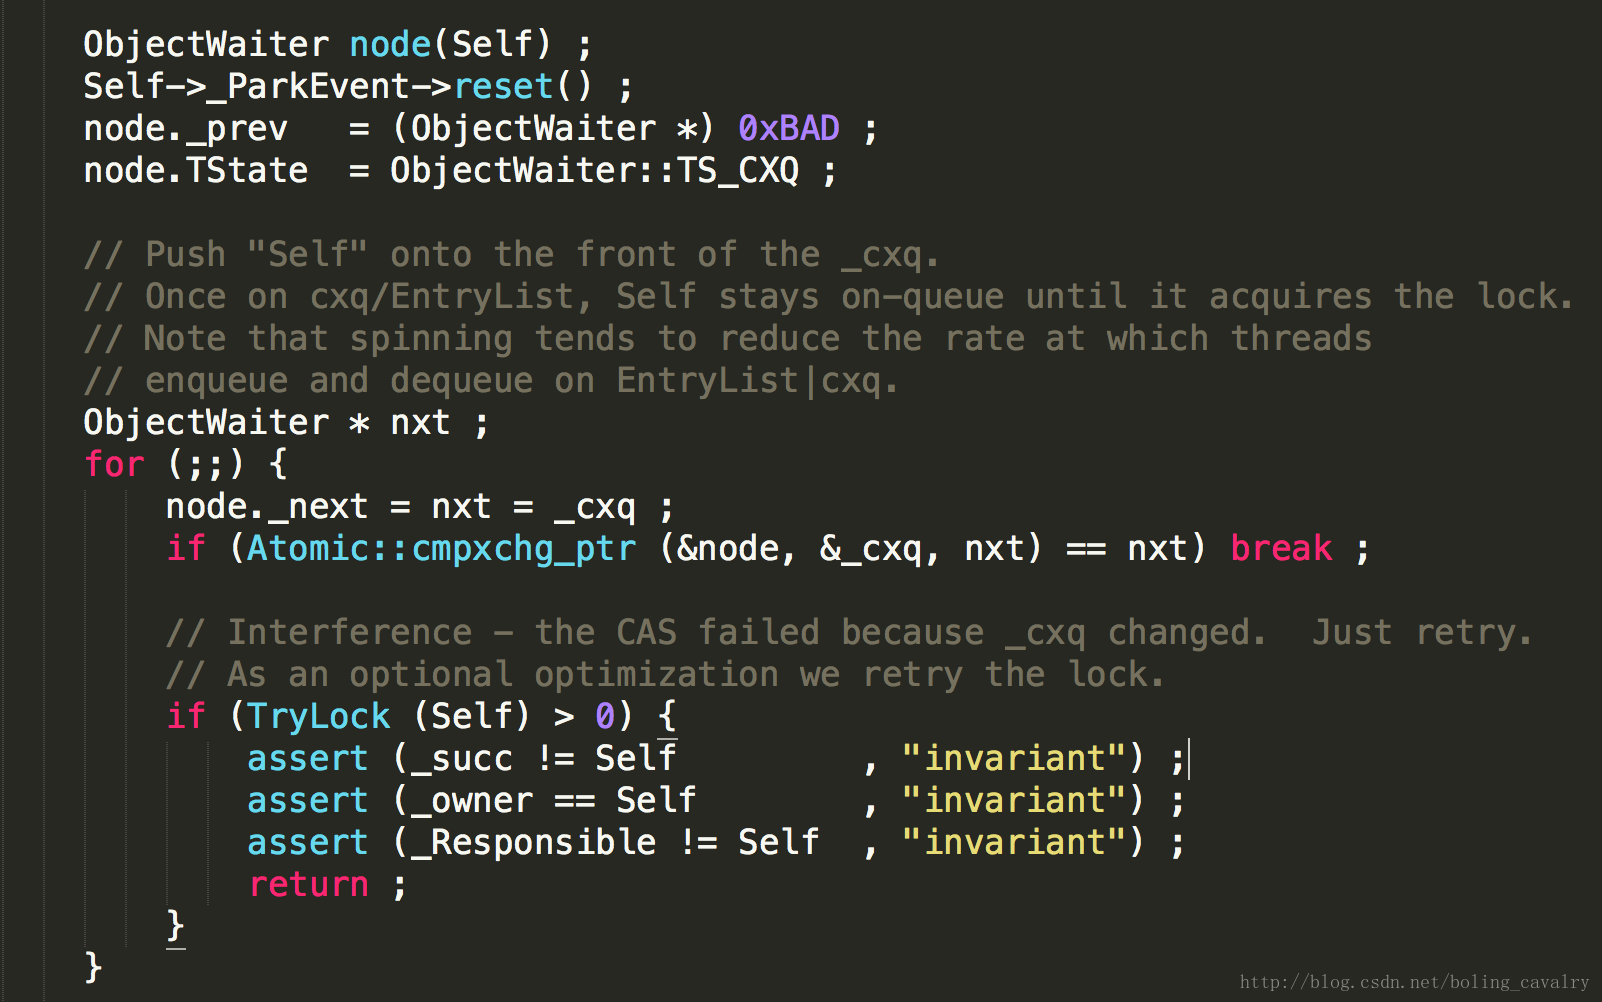 ObjectWaiter node(Self) ;
Self->_ParkEvent->reset() ;
node._prev   = (ObjectWaiter *) 0xBAD ;
node.TState  = ObjectWaiter::TS_CXQ ;

// Push "Self" onto the front of the _cxq.
// Once on cxq/EntryList, Self stays on-queue until it acquires the lock.
// Note that spinning tends to reduce the rate at which threads
// enqueue and dequeue on EntryList|cxq.
ObjectWaiter * nxt ;
for (;;) {
    node._next = nxt = _cxq ;
    if (Atomic::cmpxchg_ptr (&node, &_cxq, nxt) == nxt) break ;

    // Interference - the CAS failed because _cxq changed.  Just retry.
    // As an optional optimization we retry the lock.
    if (TryLock (Self) > 0) {
        assert (_succ != Self         , "invariant") ;
        assert (_owner == Self        , "invariant") ;
        assert (_Responsible != Self  , "invariant") ;
        return ;
    }
}
http://blog.csdn.net/boling_cavalry